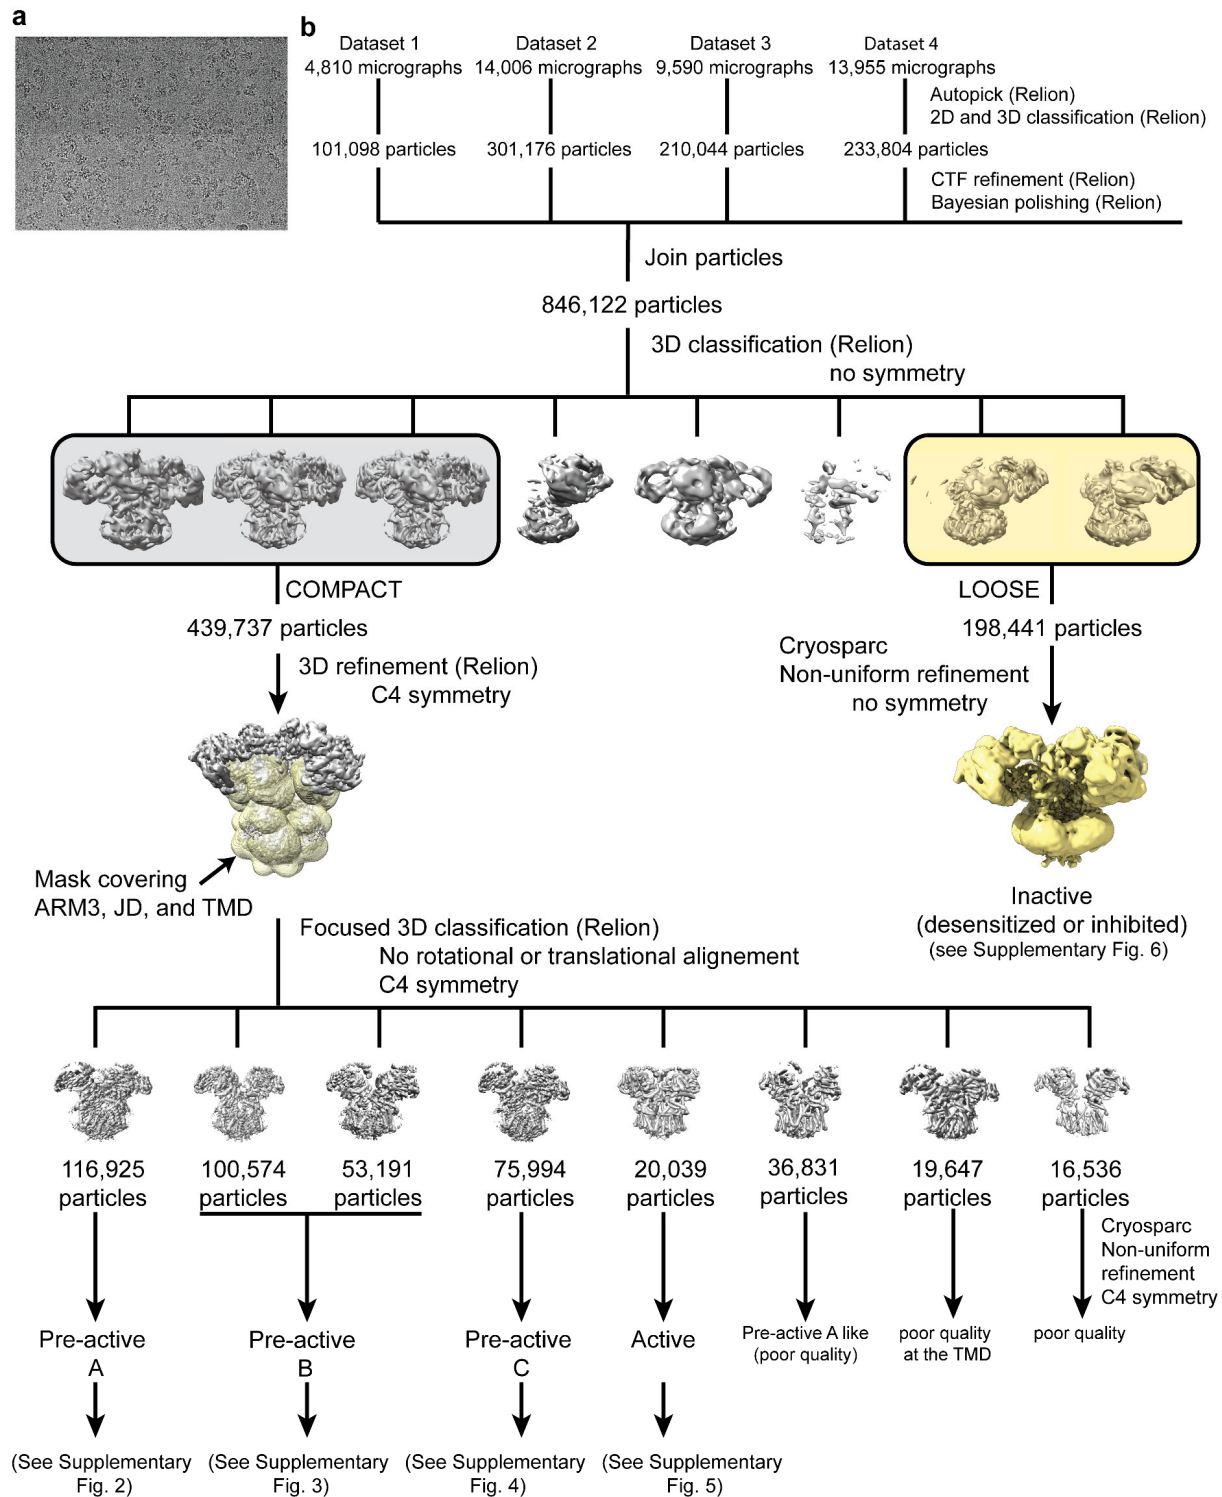 a
b
Dataset 1
4,810 micrographs
Dataset 2
14,006 micrographs
Dataset 3
9,590 micrographs
Dataset 4
13,955 micrographs
Autopick (Relion)
2D and 3D classification (Relion)
101,098 particles
301,176 particles
210,044 particles
233,804 particles
CTF refinement (Relion)
Bayesian polishing (Relion)
Join particles
846,122 particles
3D classification (Relion)
no symmetry
COMPACT
439,737 particles
3D refinement (Relion)
C4 symmetry
LOOSE
198,441 particles
Cryosparc
Non-uniform refinement
no symmetry
Mask covering
ARM3, JD, and TMD
Inactive
(desensitized or inhibited)
(see Supplementary Fig. 6)
Focused 3D classification (Relion)
No rotational or translational alignement
C4 symmetry
116,925
particles
100,574
particles
53,191
particles
75,994
particles
20,039
particles
36,831
particles
19,647
particles
16,536
particles
Cryosparc
Non-uniform
refinement
C4 symmetry
Pre-active
A
Pre-active
B
Pre-active
C
Active
Pre-active A like
(poor quality)
poor quality
at the TMD
poor quality
(See Supplementary
Fig. 2)
(See Supplementary
Fig. 3)
(See Supplementary
Fig. 4)
(See Supplementary
Fig. 5)